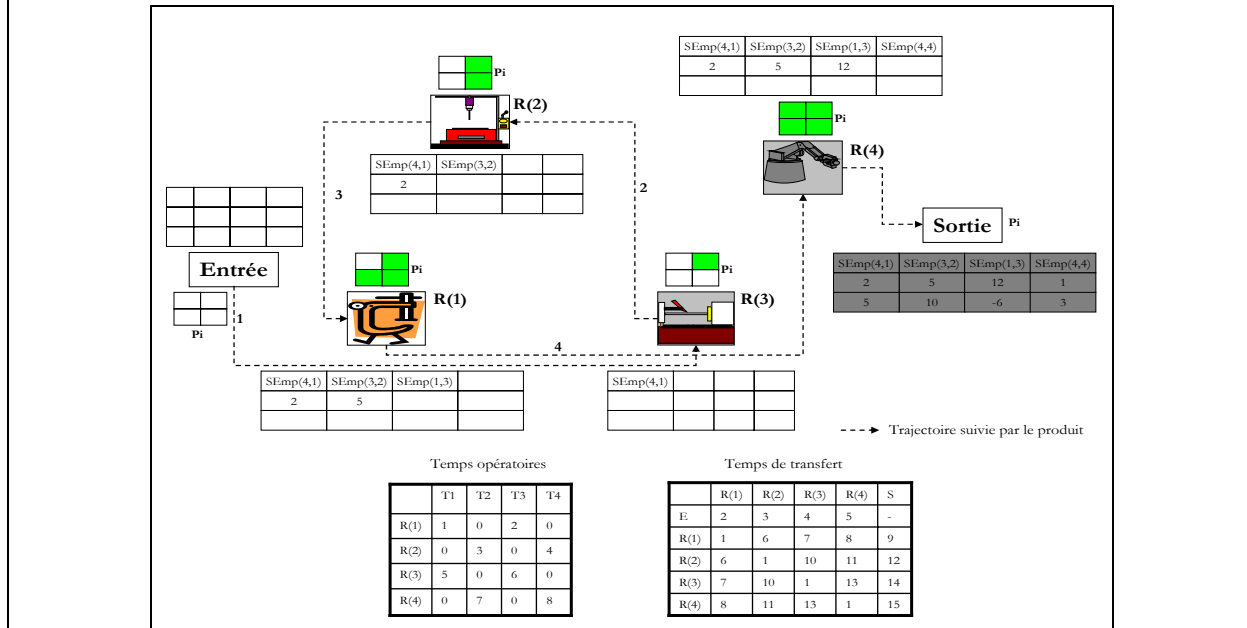 SEmp(4,1) SEmp(3,2) SEmp(1,3) SEmp(4,4)
2 5 12
Pi
R(2)
Pi
R(4)
SEmp(4,1) SEmp(3,2)
2
3
2
Sortie Pi
Entrée
Pi
R(1)
Pi
R(3)
SEmp(4,1) SEmp(3,2) SEmp(1,3) SEmp(4,4)
2 5 12 1
5 10 -6 3
1
Pi
4
SEmp(4,1) SEmp(3,2) SEmp(1,3)
2 5
SEmp(4,1)
Trajectoire suivie par le produit
Temps opératoires
T1 T2 T3 T4
R(1) 1 0 2 0
R(2) 0 3 0 4
R(3) 5 0 6 0
R(4) 0 7 0 8
Temps de transfert
R(1) R(2) R(3) R(4) S
E 2 3 4 5 -
R(1) 1 6 7 8 9
R(2) 6 1 10 11 12
R(3) 7 10 1 13 14
R(4) 8 11 13 1 15